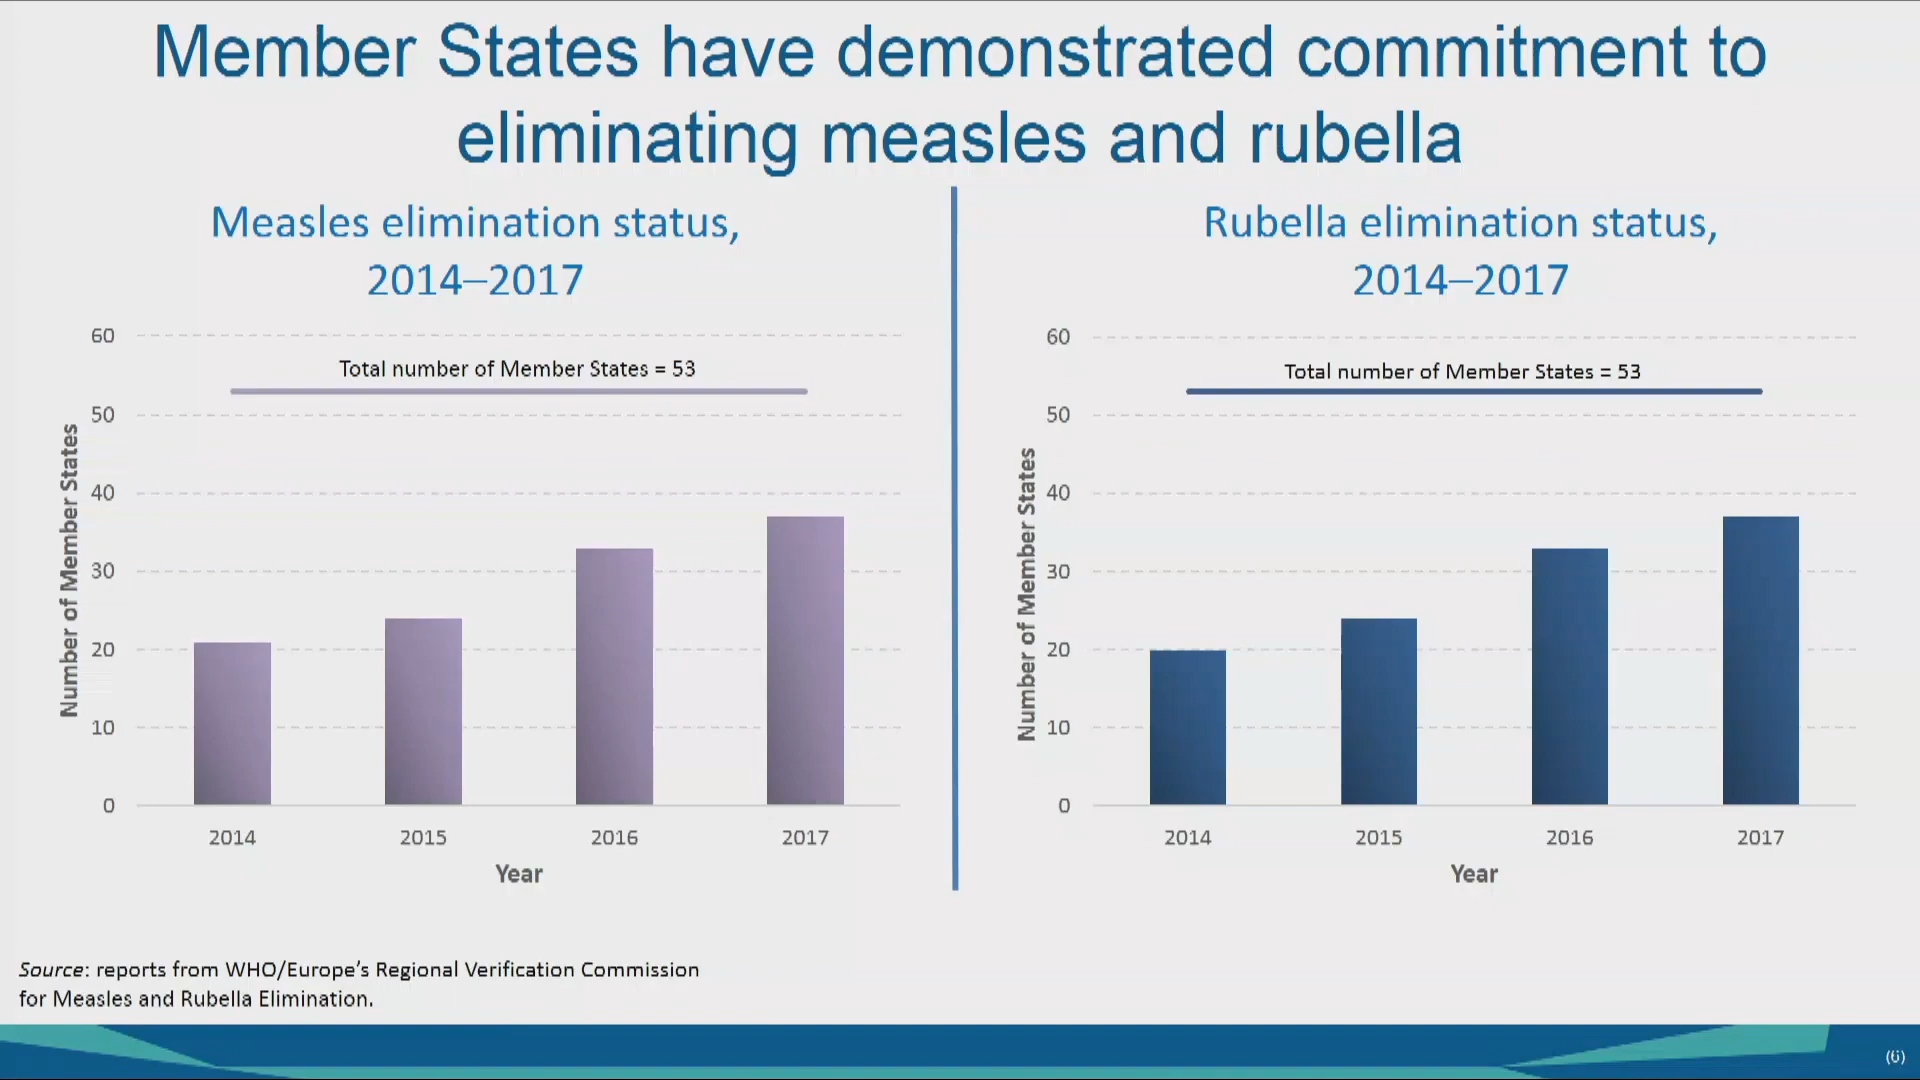 Member States have demonstrated commitment to
eliminating measles and rubella
Measles elimination status,
2014–2017
60
50
40
30
20
10
0
Total number of Member States = 53
Number of Member States
2014 2015 2016 2017
Year
Rubella elimination status,
2014–2017
60
50
40
30
20
10
0
Total number of Member States = 53
Number of Member States
2014 2015 2016 2017
Year
Source: reports from WHO/Europe’s Regional Verification Commission
for Measles and Rubella Elimination.
(6)